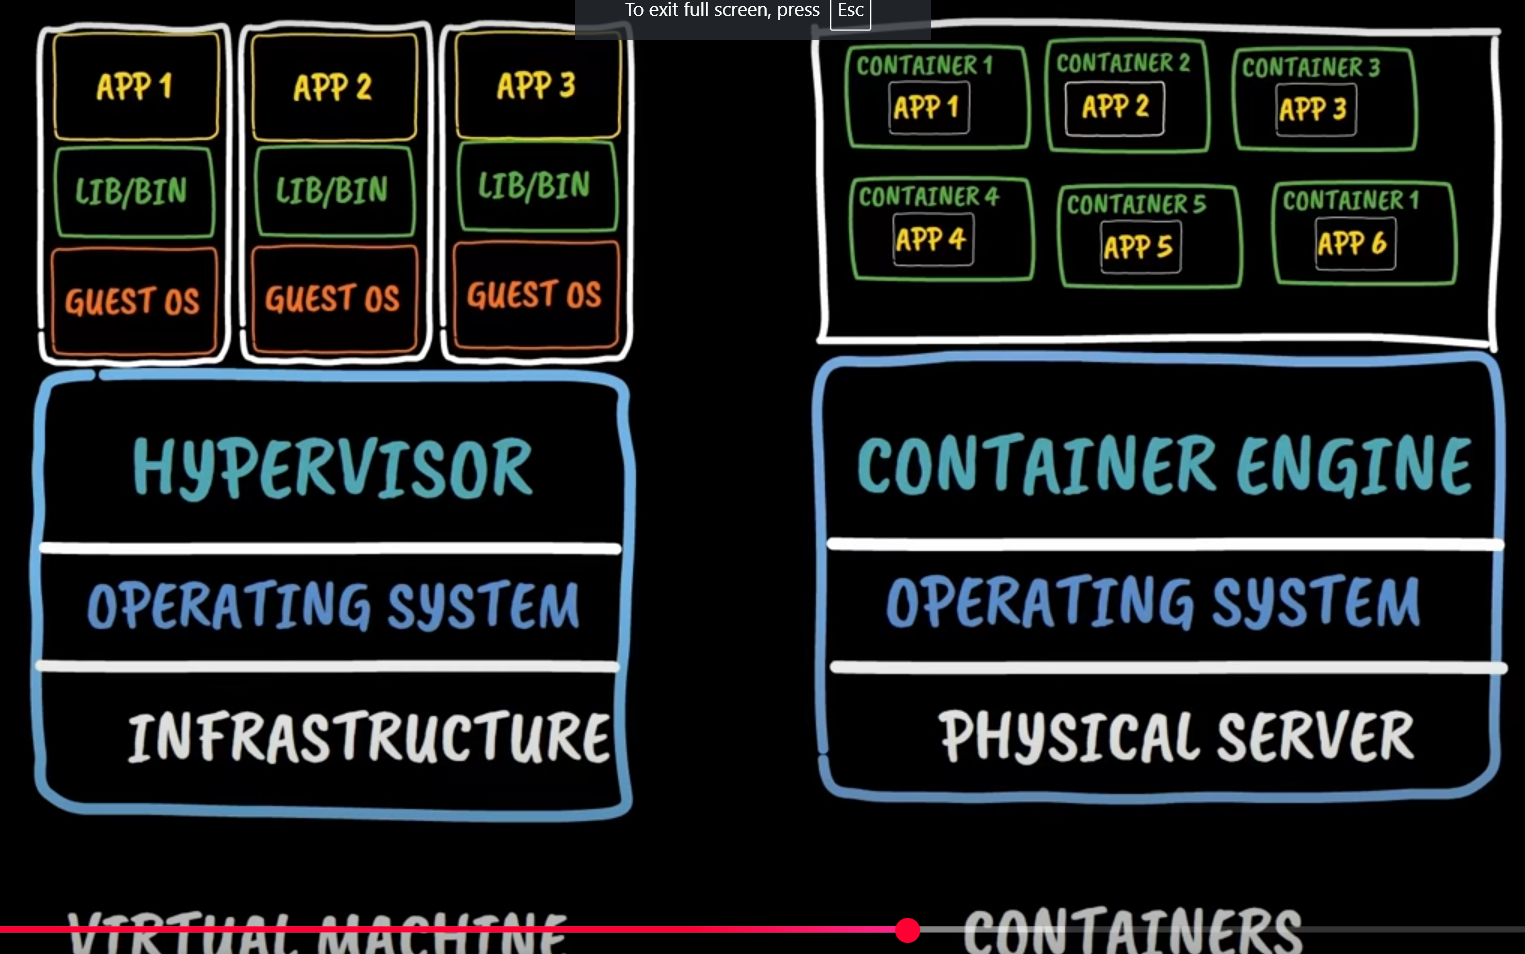 To exit full screen, press Esc
APP 1
LIB/BIN
GUEST OS
APP 2
LIB/BIN
GUEST OS
APP 3
LIB/BIN
GUEST OS
HYPERVISOR
OPERATING SYSTEM
INFRASTRUCTURE
VIRTUAL MACHINE
CONTAINER 1
APP 1
CONTAINER 2
APP 2
CONTAINER 3
APP 3
CONTAINER 4
APP 4
CONTAINER 5
APP 5
CONTAINER 1
APP 6
CONTAINER ENGINE
OPERATING SYSTEM
PHYSICAL SERVER
CONTAINERS